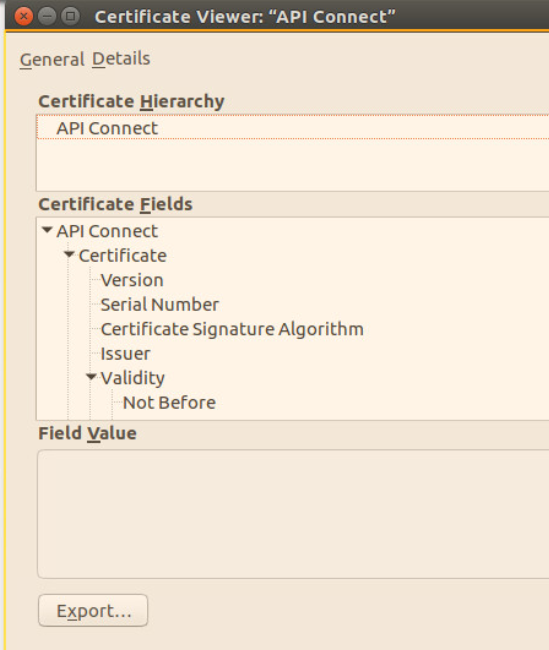 Certificate Viewer: “API Connect”
General Details
Certificate Hierarchy
API Connect
Certificate Fields
API Connect
Certificate
Version
Serial Number
Certificate Signature Algorithm
Issuer
Validity
Not Before
Field Value
Export...